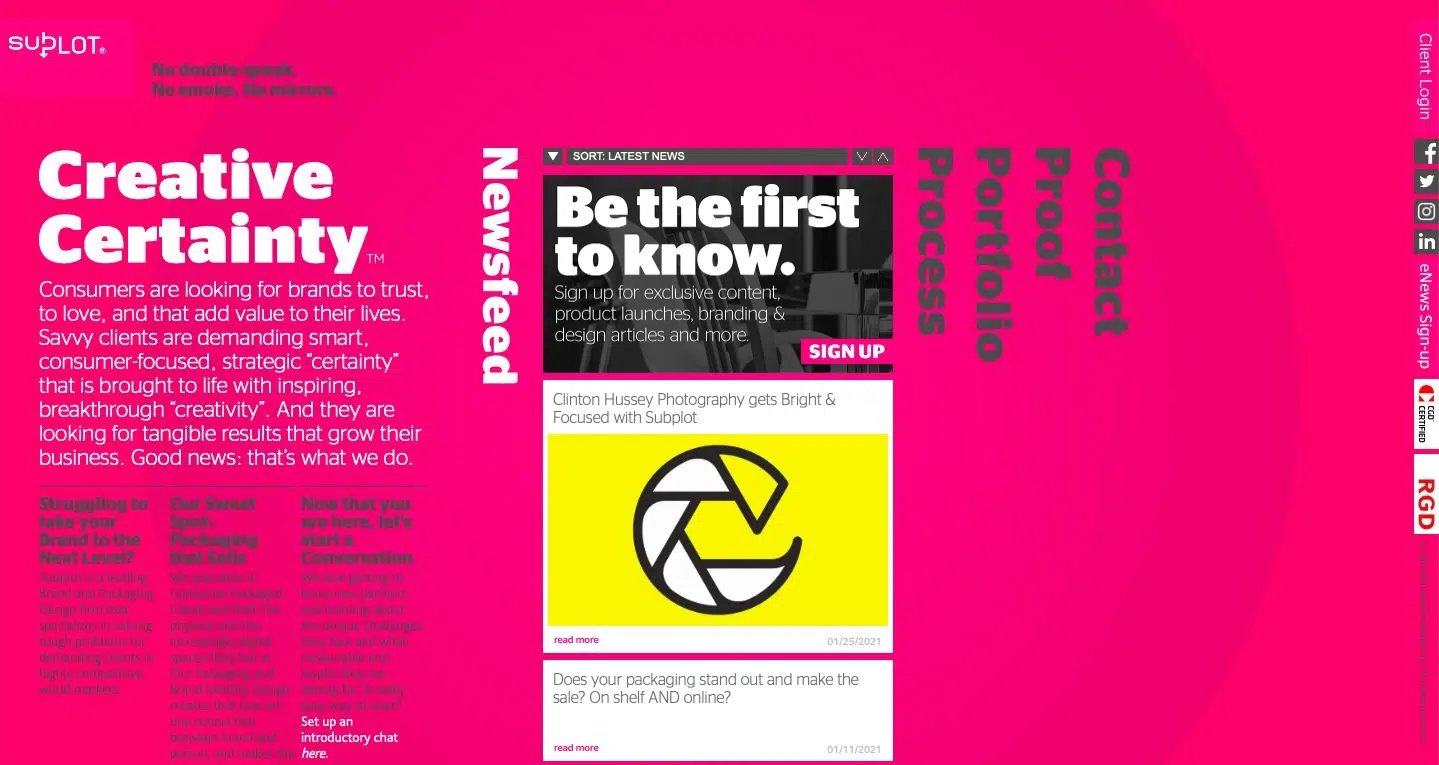 SUbLOT®
No double-speak.
No smoke. No mirrors.
Creative
Certainty™
Consumers are looking for brands to trust,
to love, and that add value to their lives.
Savvy clients are demanding smart,
consumer-focused, strategic “certainty”
that is brought to life with inspiring,
breakthrough “creativity”. And they are
looking for tangible results that grow their
business. Good news: that’s what we do.
Struggling to
take your
Brand to the
Next Level?
Subplot is a leading
Brand and Packaging
Design firm that
specializes in solving
tough problems for
demanding clients in
highly competitive
world markets.
Our Sweet
Spot:
Packaging
that Sells
We specialize in
Consumer Packaged
Goods and both the
physical and the
increasingly digital
spaces they live in.
Our Packaging and
Brand Identity Design
creates that one-on-
one connection
between brand and
person, and makes the
Now that you
are here, let’s
start a
Conversation
We love getting to
know new partners
and learning about
the unique challenges
they face and what
measurable
results they are
aiming for. A really
easy way to start?
Set up an
introductory chat
here.
Newsfeed
SORT: LATEST NEWS
Be the first
to know.
Sign up for exclusive content,
product launches, branding &
design articles and more.
SIGN UP
Clinton Hussey Photography gets Bright &
Focused with Subplot
read more
01/25/2021
Does your packaging stand out and make the
sale? On shelf AND online?
read more
01/11/2021
Process
Portfolio
Proof
Contact
Client Login
eNews Sign-up
CGD™
CERTIFIED
RGD